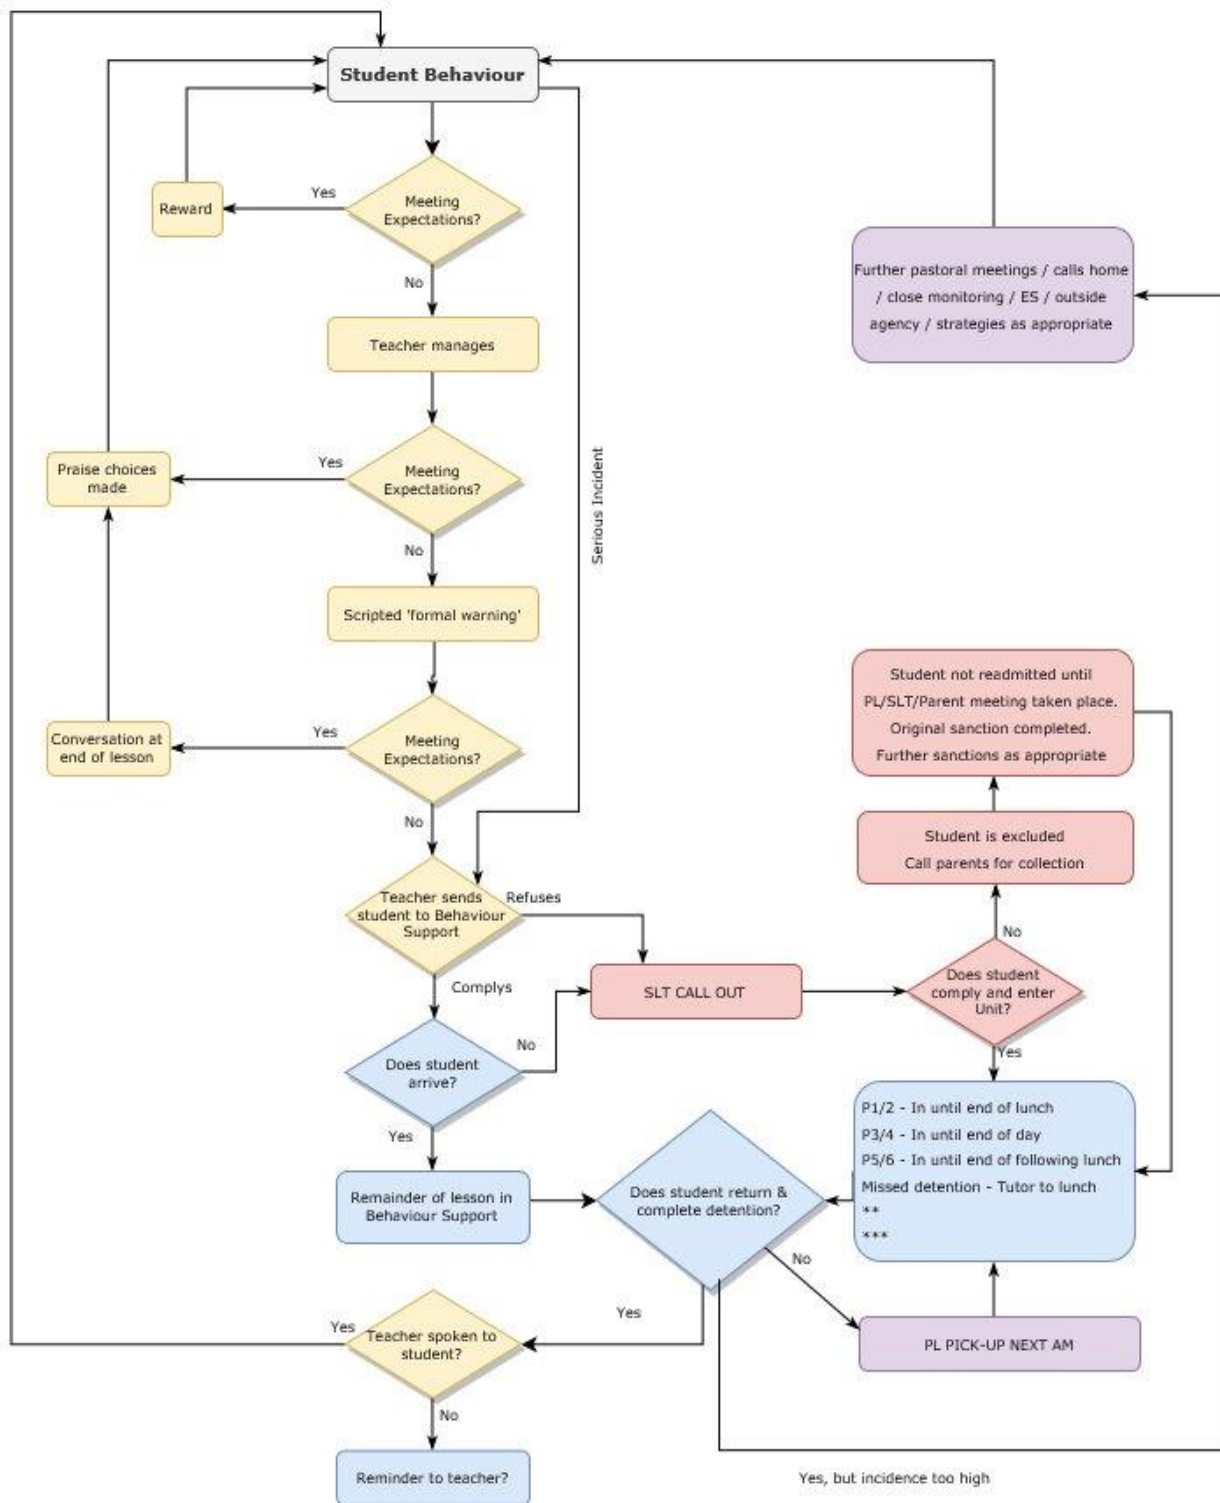 Student Behaviour
Meeting
Expectations?
Yes
Reward
No
Teacher manages
Further pastoral meetings / calls home
/ close monitoring / ES / outside
agency / strategies as appropriate
Meeting
Expectations?
Yes
Praise choices
made
No
Serious Incident
Scripted 'formal warning'
Meeting
Expectations?
Yes
Conversation at
end of lesson
No
Student not readmitted until
PL/SLT/Parent meeting taken place.
Original sanction completed.
Further sanctions as appropriate
Student is excluded
Call parents for collection
Teacher sends
student to Behaviour
Support
Refuses
No
Complys
SLT CALL OUT
Does student
comply and enter
Unit?
Yes
Does student
arrive?
No
Yes
P1/2 - In until end of lunch
P3/4 - In until end of day
P5/6 - In until end of following lunch
Missed detention - Tutor to lunch
**
***
Remainder of lesson in
Behaviour Support
Does student return &
complete detention?
No
Yes
PL PICK-UP NEXT AM
Yes
Teacher spoken to
student?
No
Reminder to teacher?
Yes, but incidence too high